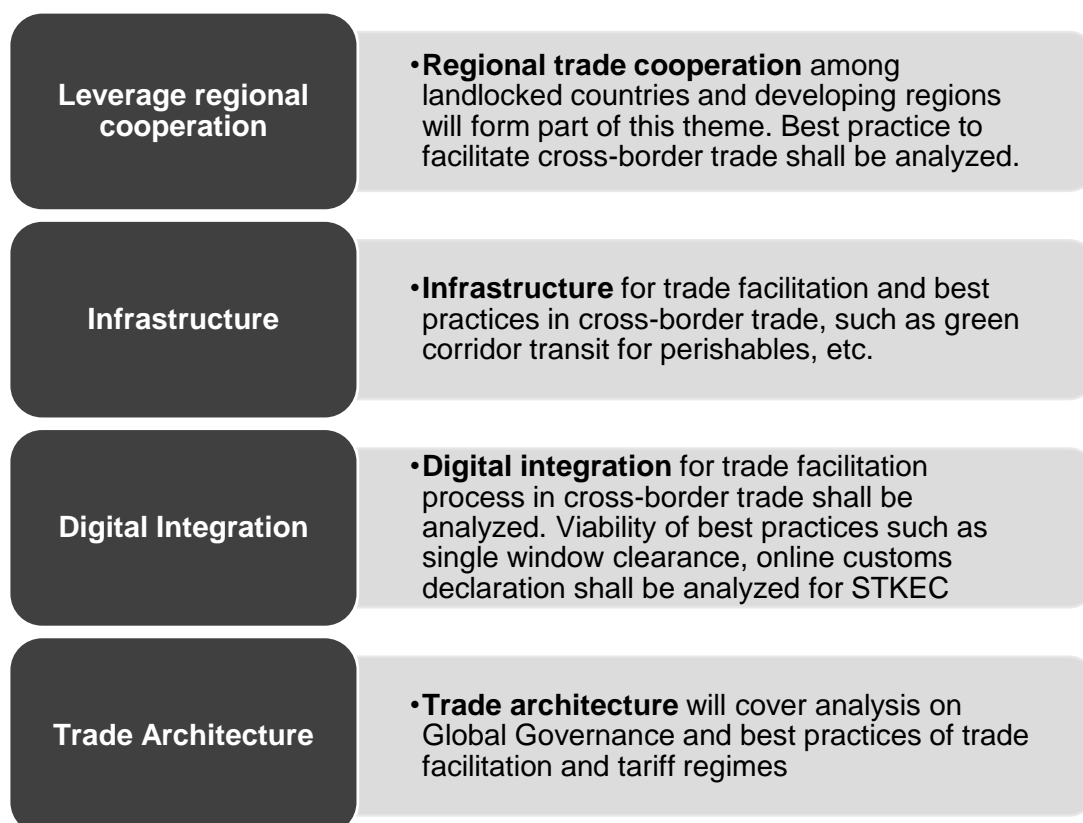 Leverage regional
cooperation
•Regional trade cooperation among
landlocked countries and developing regions
will form part of this theme. Best practice to
facilitate cross-border trade shall be analyzed.
Infrastructure
•Infrastructure for trade facilitation and best
practices in cross-border trade, such as green
corridor transit for perishables, etc.
Digital Integration
•Digital integration for trade facilitation
process in cross-border trade shall be
analyzed. Viability of best practices such as
single window clearance, online customs
declaration shall be analyzed for STKEC
Trade Architecture
•Trade architecture will cover analysis on
Global Governance and best practices of trade
facilitation and tariff regimes